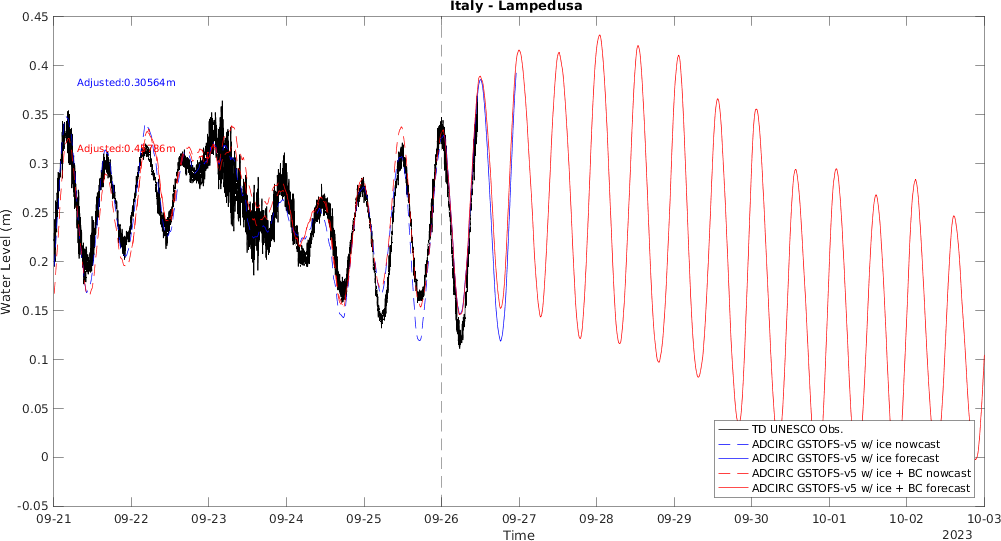 Italy - Lampedusa
0.45
0.4
0.35
0.3
0.25
0.2
0.15
0.1
0.05
0
-0.05
Water Level (m)
Adjusted:0.30564m
09-21
09-22
09-23
09-24
09-25
09-26
09-27
09-28
09-29
09-30
10-01
10-02
10-03
2023
Time
TD UNESCO Obs.
ADCIRC GSTOFS-v5 w/ ice nowcast
ADCIRC GSTOFS-v5 w/ ice forecast
ADCIRC GSTOFS-v5 w/ ice + BC nowcast
ADCIRC GSTOFS-v5 w/ ice + BC forecast